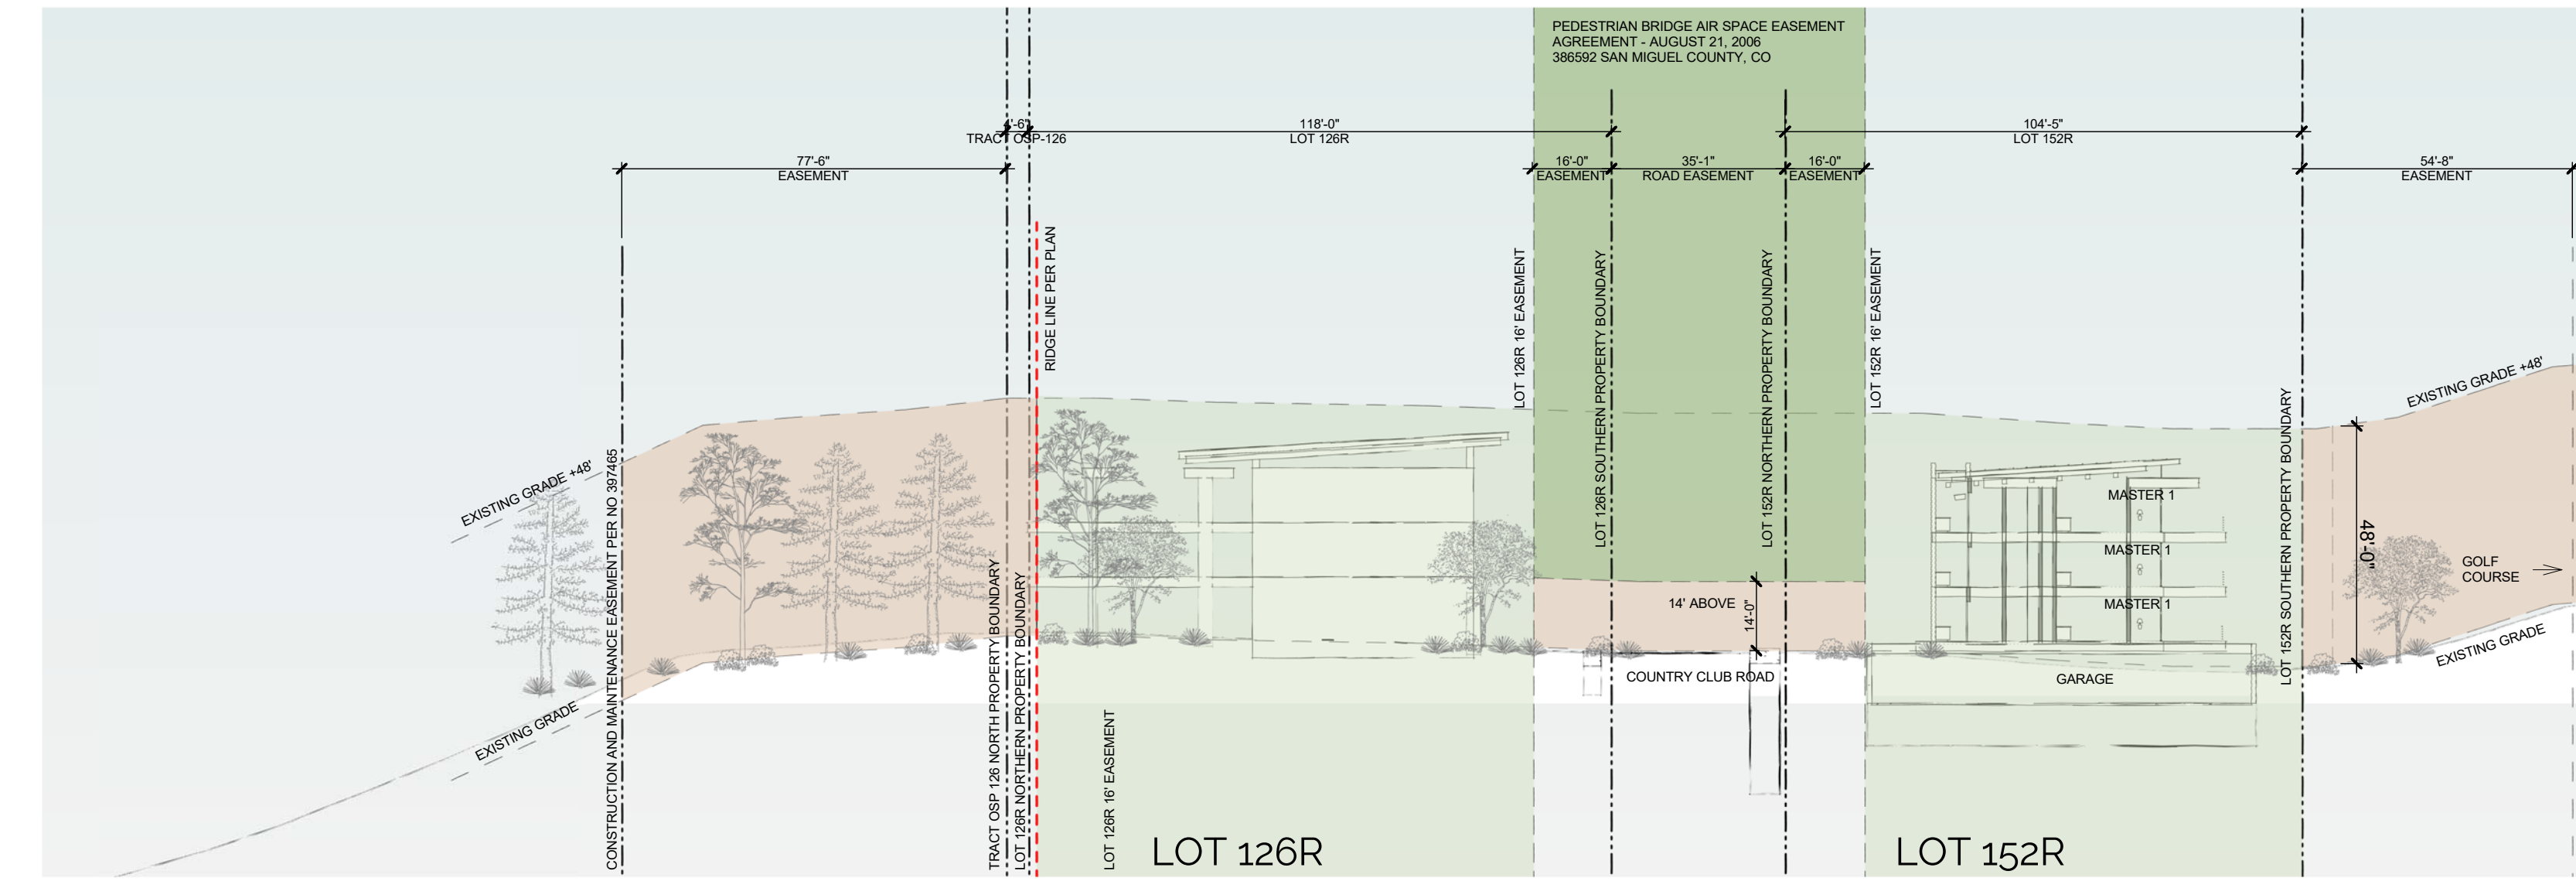 PEDESTRIAN BRIDGE AIR SPACE EASEMENT
AGREEMENT - AUGUST 21, 2006
386592 SAN MIGUEL COUNTY, CO
4'-6"
TRACT OSP-126
118'-0"
LOT 126R
104'-5"
LOT 152R
77'-6"
EASEMENT
16'-0"
EASEMENT
35'-1"
ROAD EASEMENT
16'-0"
EASEMENT
54'-8"
EASEMENT
RIDGE LINE PER PLAN
LOT 126R 16' EASEMENT
LOT 126R SOUTHERN PROPERTY BOUNDARY
LOT 152R NORTHERN PROPERTY BOUNDARY
LOT 152R 16' EASEMENT
EXISTING GRADE +48'
EXISTING GRADE +48'
CONSTRUCTION AND MAINTENANCE EASEMENT PER NO 397465
TRACT OSP 126 NORTH PROPERTY BOUNDARY
LOT 126R NORTHERN PROPERTY BOUNDARY
LOT 152R SOUTHERN PROPERTY BOUNDARY
MASTER 1
MASTER 1
MASTER 1
48'-0"
GOLF
COURSE
14' ABOVE
14'-0"
COUNTRY CLUB ROAD
GARAGE
EXISTING GRADE
EXISTING GRADE
LOT 126R 16' EASEMENT
LOT 126R
LOT 152R